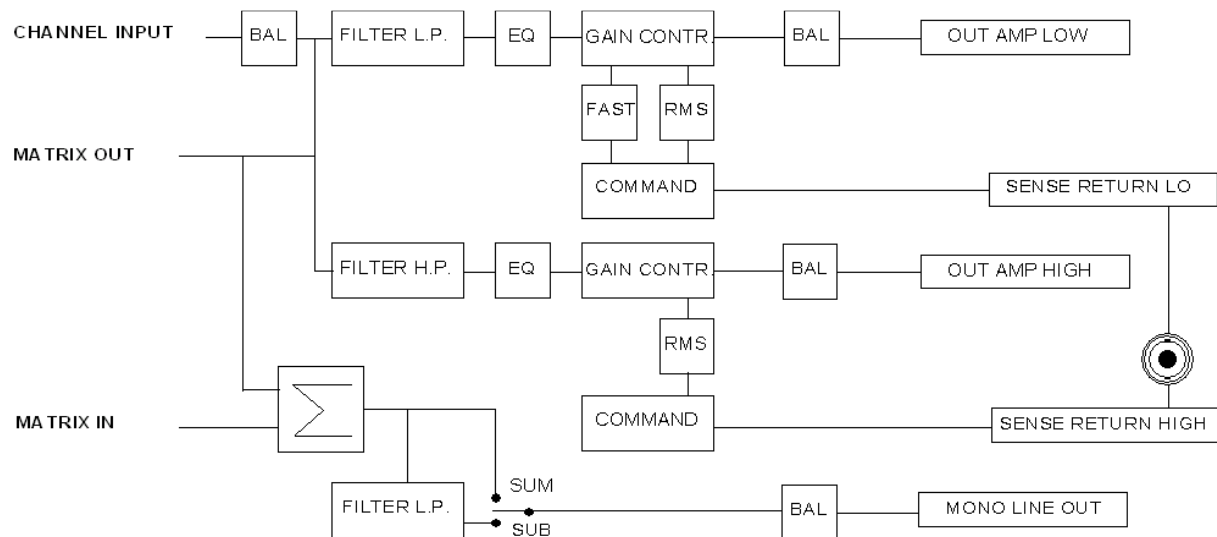 CHANNEL INPUT
BAL
FILTER L.P.
EQ
GAIN CONTR.
BAL
OUT AMP LOW
FAST
RMS
MATRIX OUT
COMMAND
SENSE RETURN LO
FILTER H.P.
EQ
GAIN CONTR.
BAL
OUT AMP HIGH
RMS
MATRIX IN
COMMAND
SENSE RETURN HIGH
FILTER L.P.
SUM
SUB
BAL
MONO LINE OUT